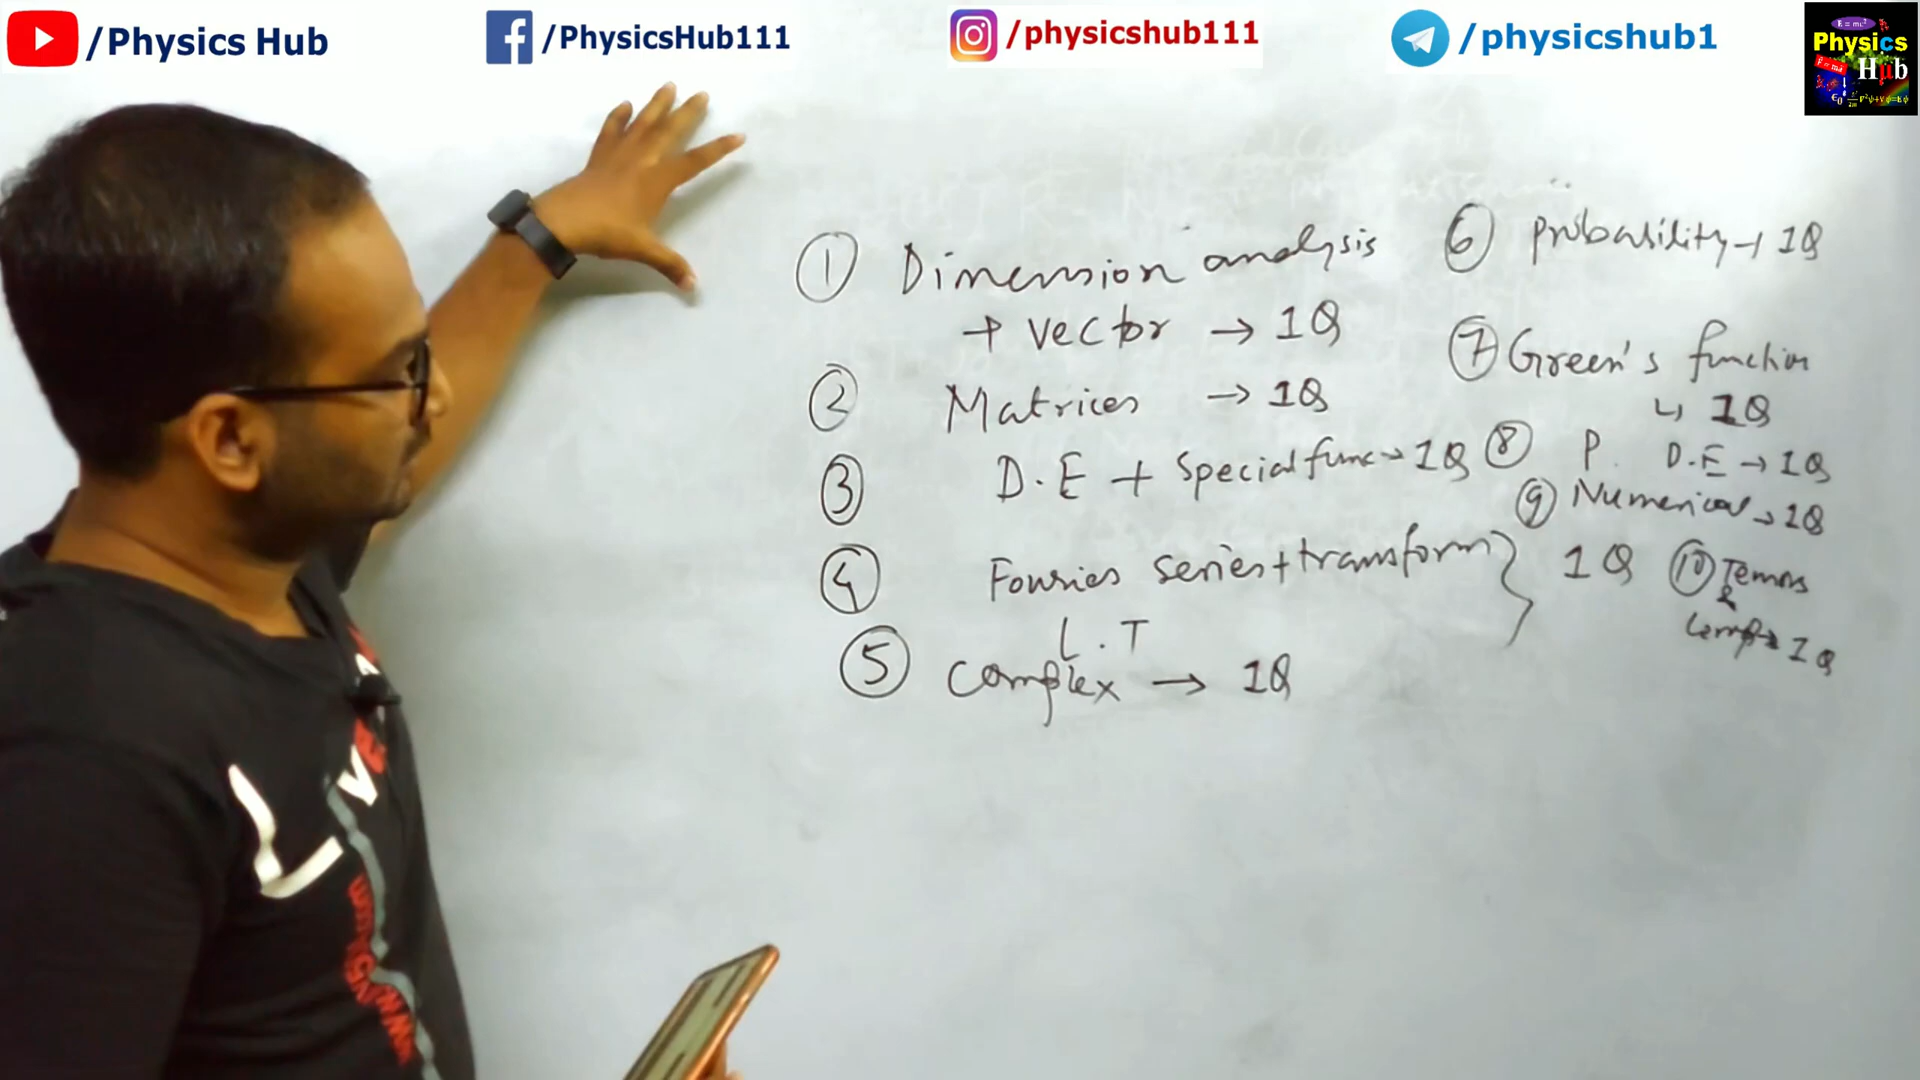 /Physics Hub
/PhysicsHub111
/physicshub111
/physicshub1
Physics
Hub
① Dimension analysis
+ vector → 1Q
② Matrices → 1Q
③ D.E + Special func → 1Q
④ Fourier series + transform } 1Q
L.T
⑤ Complex → 1Q
⑥ Probability → 1Q
⑦ Green's function
↳ 1Q
⑧ P. D.E → 1Q
⑨ Numerical → 1Q
⑩
&
→ 1Q